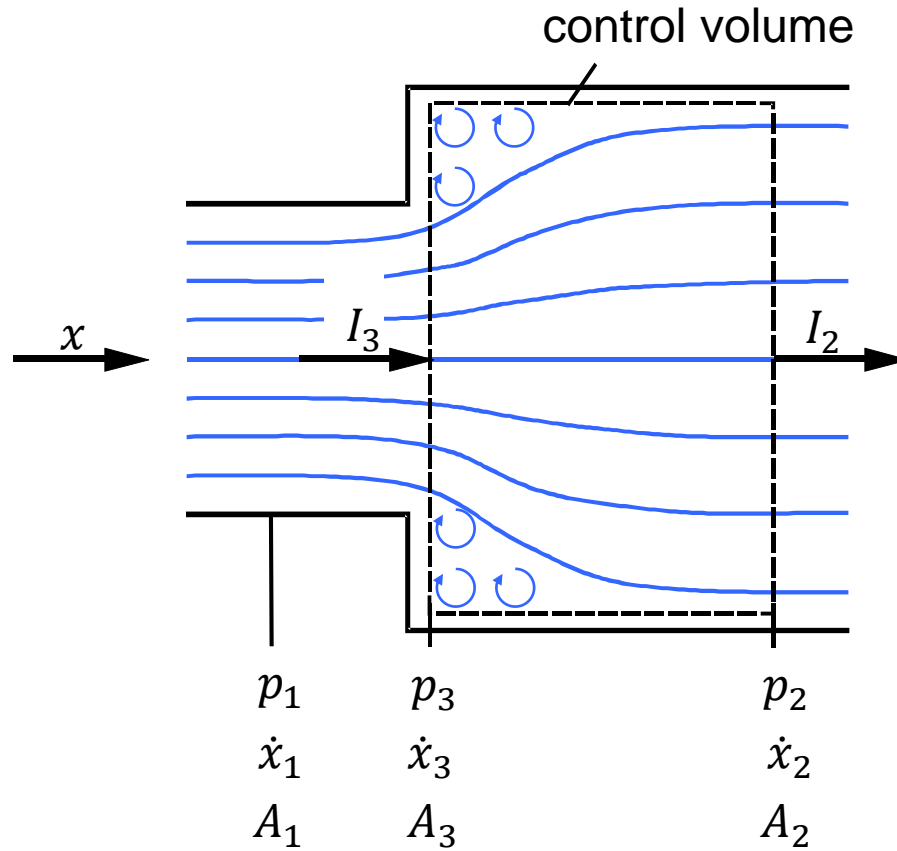 control volume
x
I₃
I₂
p₁ p₃ p₂
ẋ₁ ẋ₃ ẋ₂
A₁ A₃ A₂